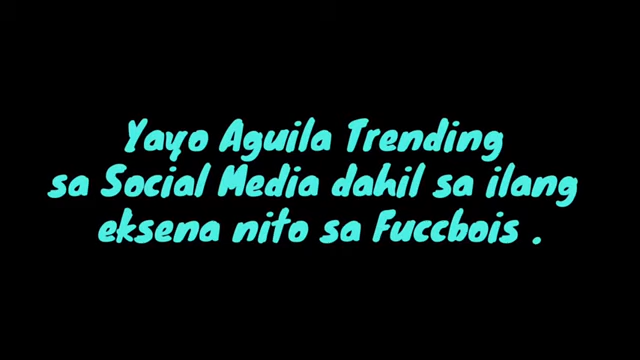 Yayo Aguila Trending
sa Social Media dahil sa ilang
eksena nito sa Fuccbois .